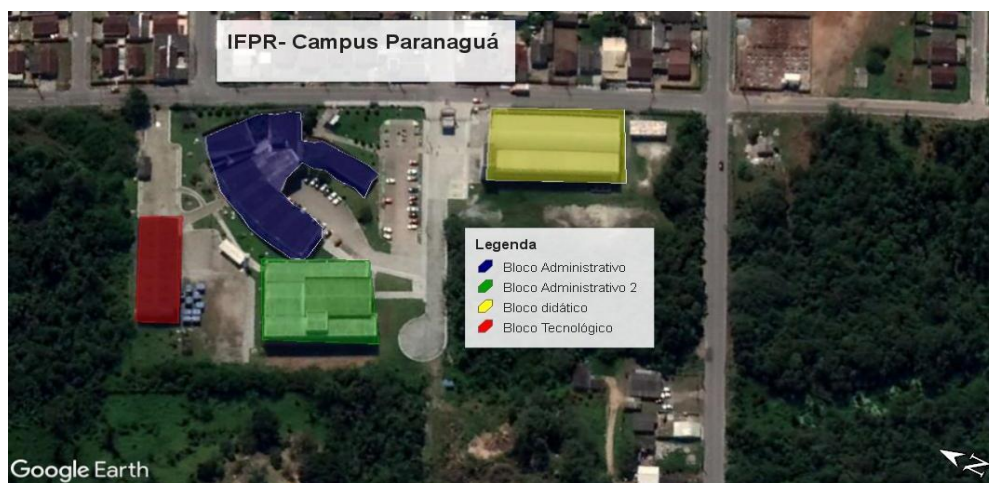 IFPR- Campus Paranaguá
Legenda
Bloco Administrativo
Bloco Administrativo 2
Bloco didático
Bloco Tecnológico
Google Earth
N